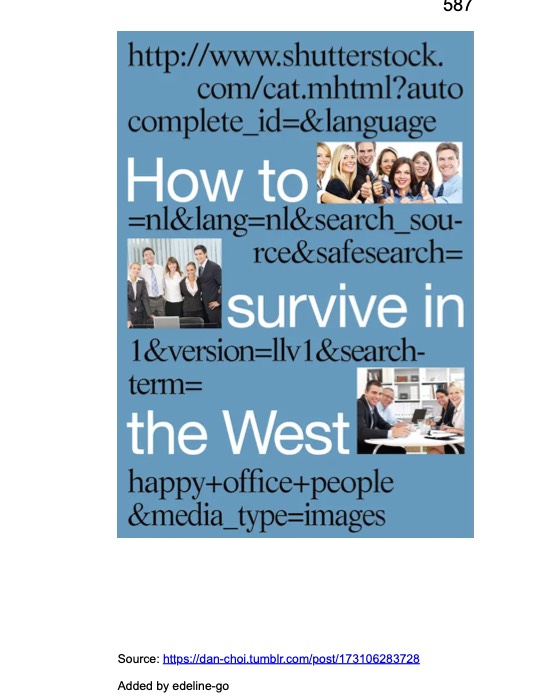 587
http://www.shutterstock.
com/cat.mhtml?auto
complete_id=&language
How to
=nl&lang=nl&search_sou-
rce&safesearch=
survive in
1&version=llv1&search-
term=
the West
happy+office+people
&media_type=images
Source: https://dan-choi.tumblr.com/post/173106283728
Added by edeline-go